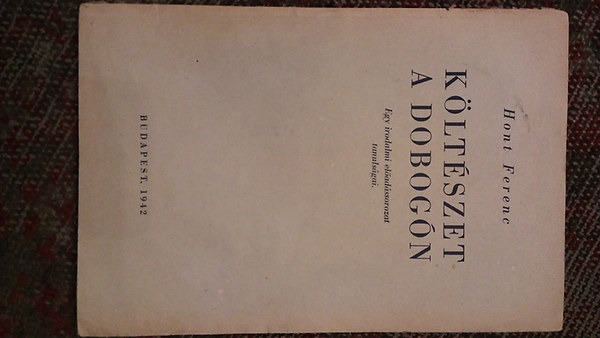 Hont Ferenc
KÖLTÉSZET
A DOBOGÓN
Egy irodalmi előadássorozat
tanulságai.
BUDAPEST, 1942